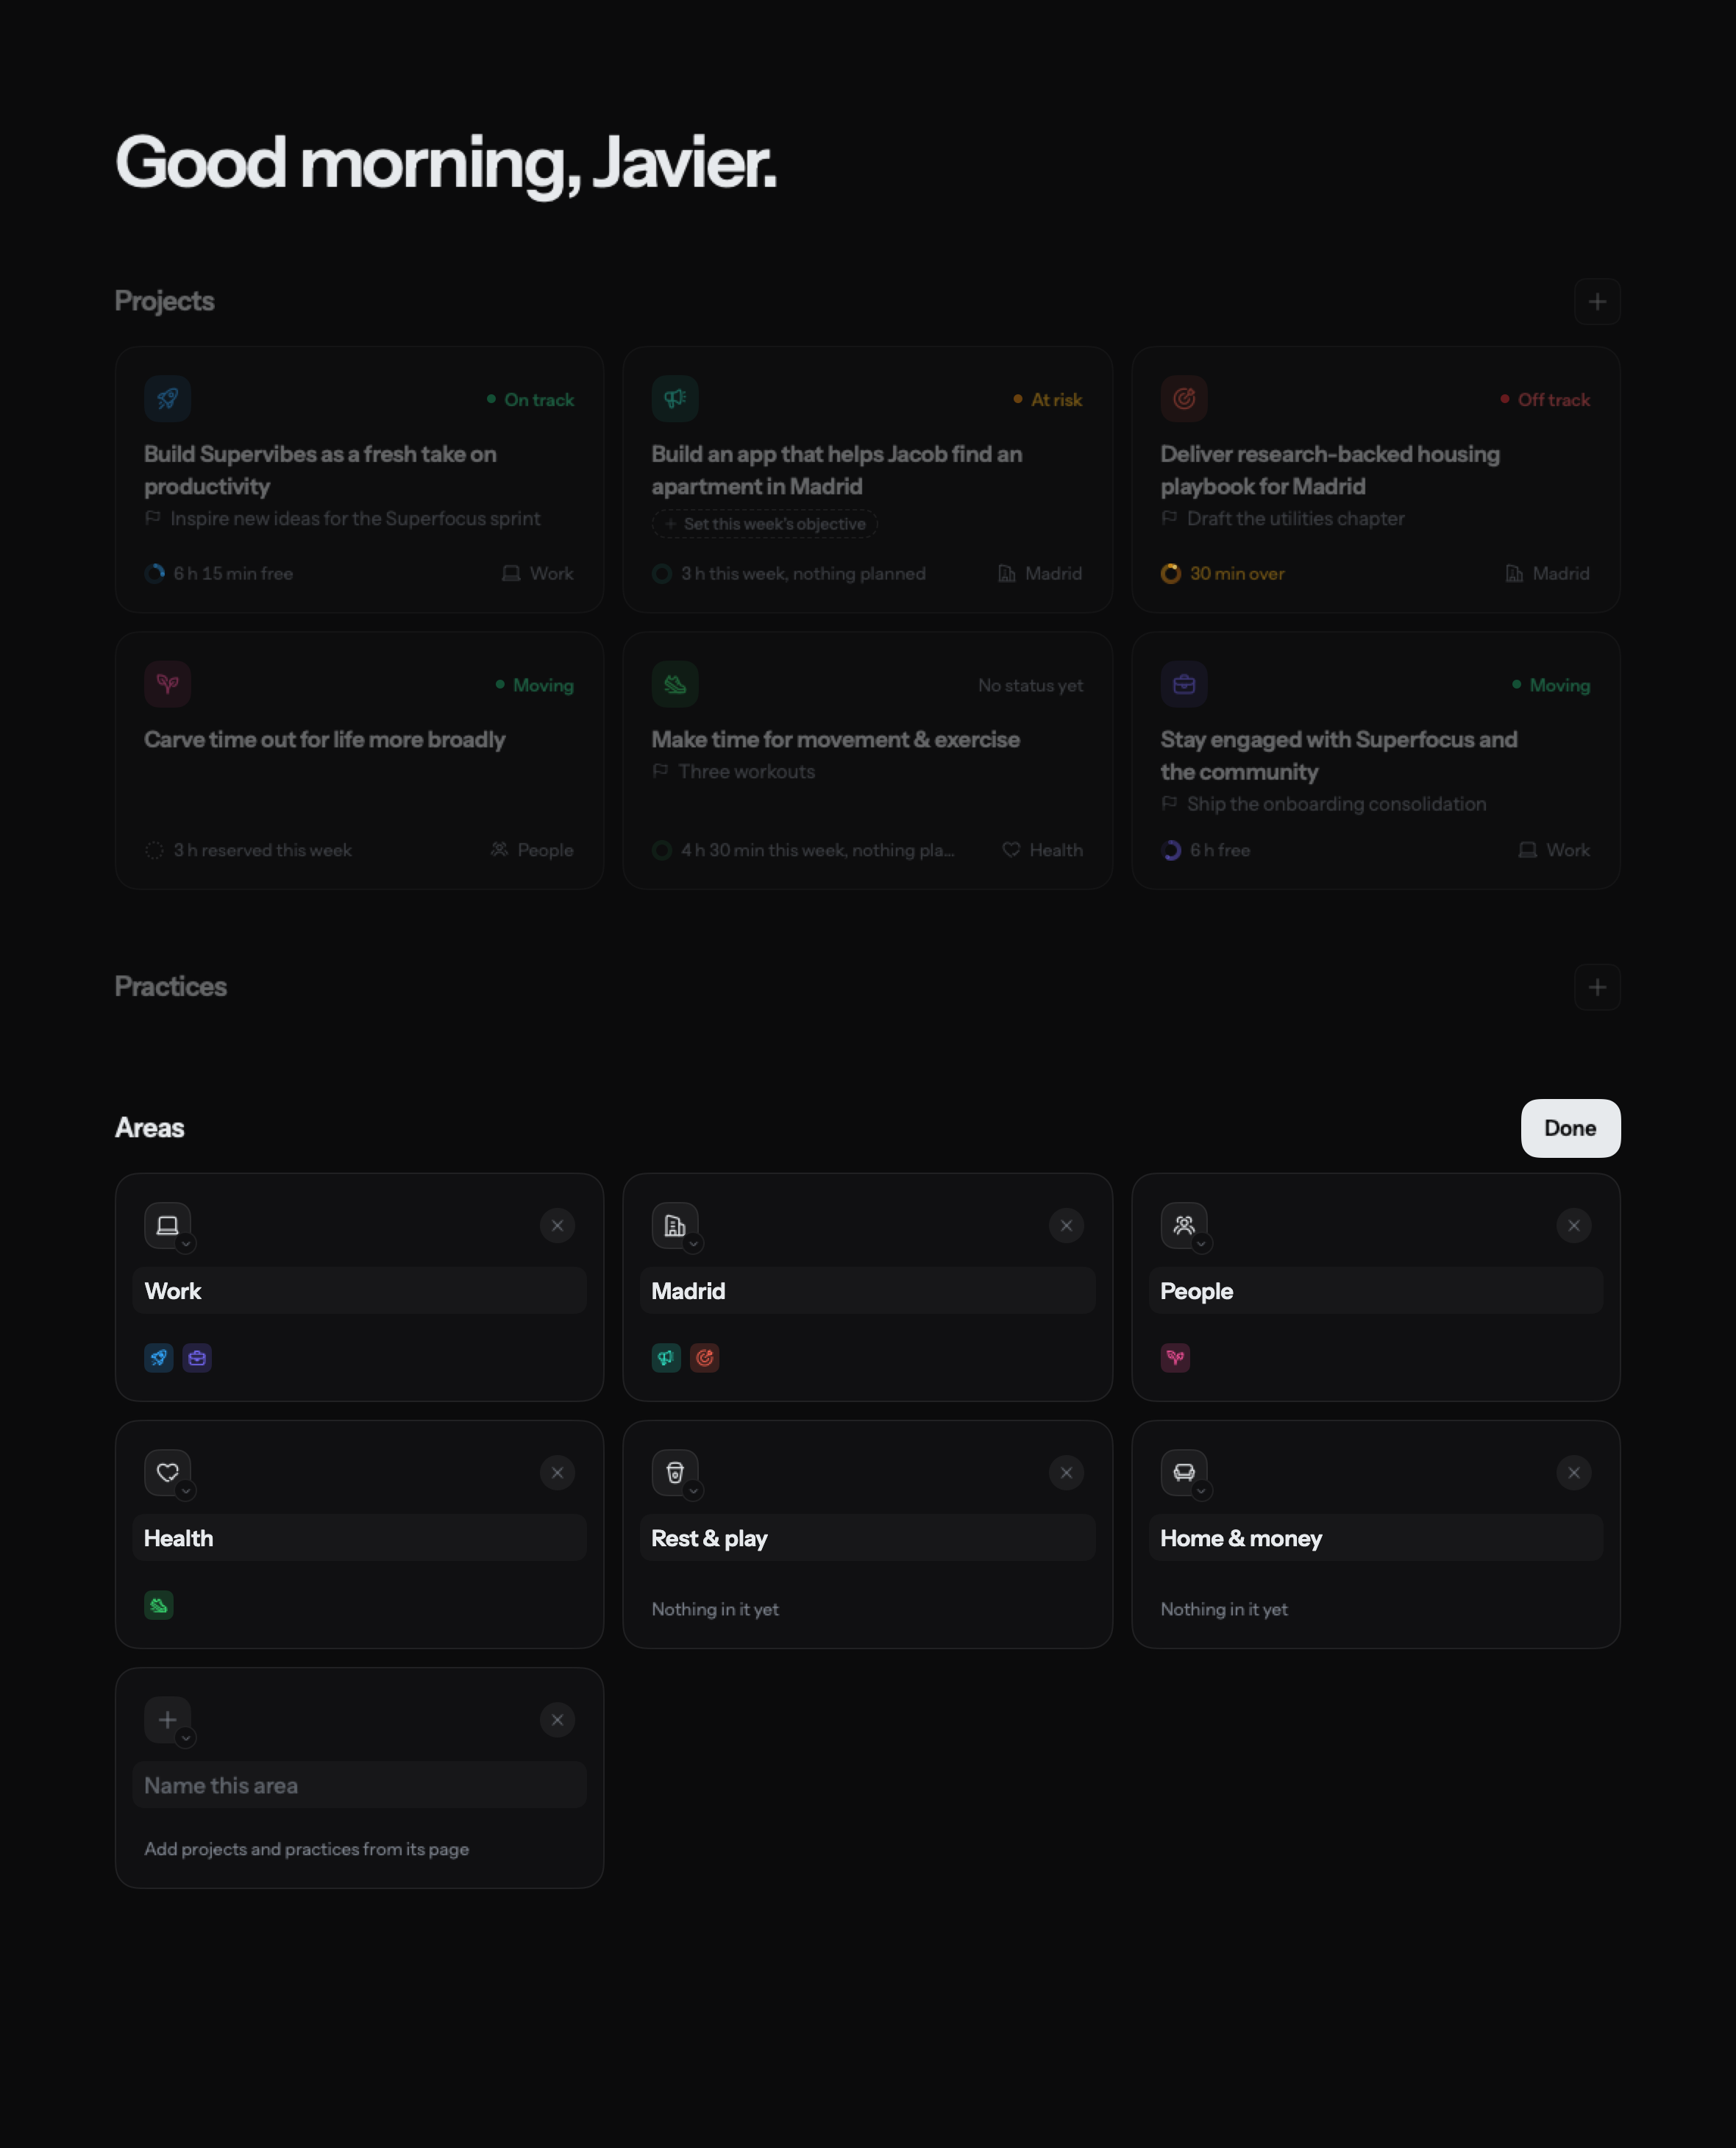 Good morning, Javier.
Projects
On track
Build Supervibes as a fresh take on
productivity
Inspire new ideas for the Superfocus sprint
6 h 15 min free
Work
At risk
Build an app that helps Jacob find an
apartment in Madrid
Set this week's objective
3 h this week, nothing planned
Madrid
Off track
Deliver research-backed housing
playbook for Madrid
Draft the utilities chapter
30 min over
Madrid
Moving
Carve time out for life more broadly
3 h reserved this week
People
No status yet
Make time for movement & exercise
Three workouts
4 h 30 min this week, nothing pla...
Health
Moving
Stay engaged with Superfocus and
the community
Ship the onboarding consolidation
6 h free
Work
Practices
Areas
Done
Work
Madrid
People
Health
Rest & play
Nothing in it yet
Home & money
Nothing in it yet
Name this area
Add projects and practices from its page